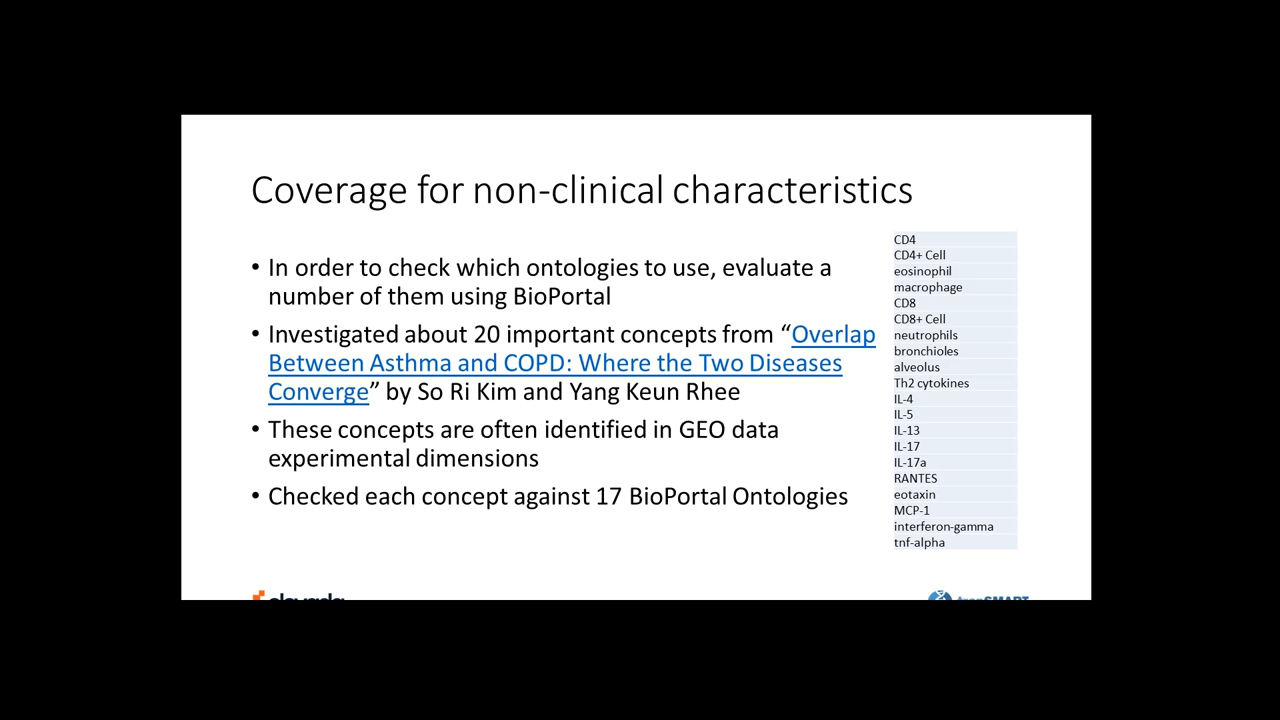 Coverage for non-clinical characteristics
• In order to check which ontologies to use, evaluate a
number of them using BioPortal
• Investigated about 20 important concepts from “Overlap
Between Asthma and COPD: Where the Two Diseases
Converge” by So Ri Kim and Yang Keun Rhee
• These concepts are often identified in GEO data
experimental dimensions
• Checked each concept against 17 BioPortal Ontologies
CD4
CD4+ Cell
eosinophil
macrophage
CD8
CD8+ Cell
neutrophils
bronchioles
alveolus
Th2 cytokines
IL-4
IL-5
IL-13
IL-17
IL-17a
RANTES
eotaxin
MCP-1
interferon-gamma
tnf-alpha
tranSMART